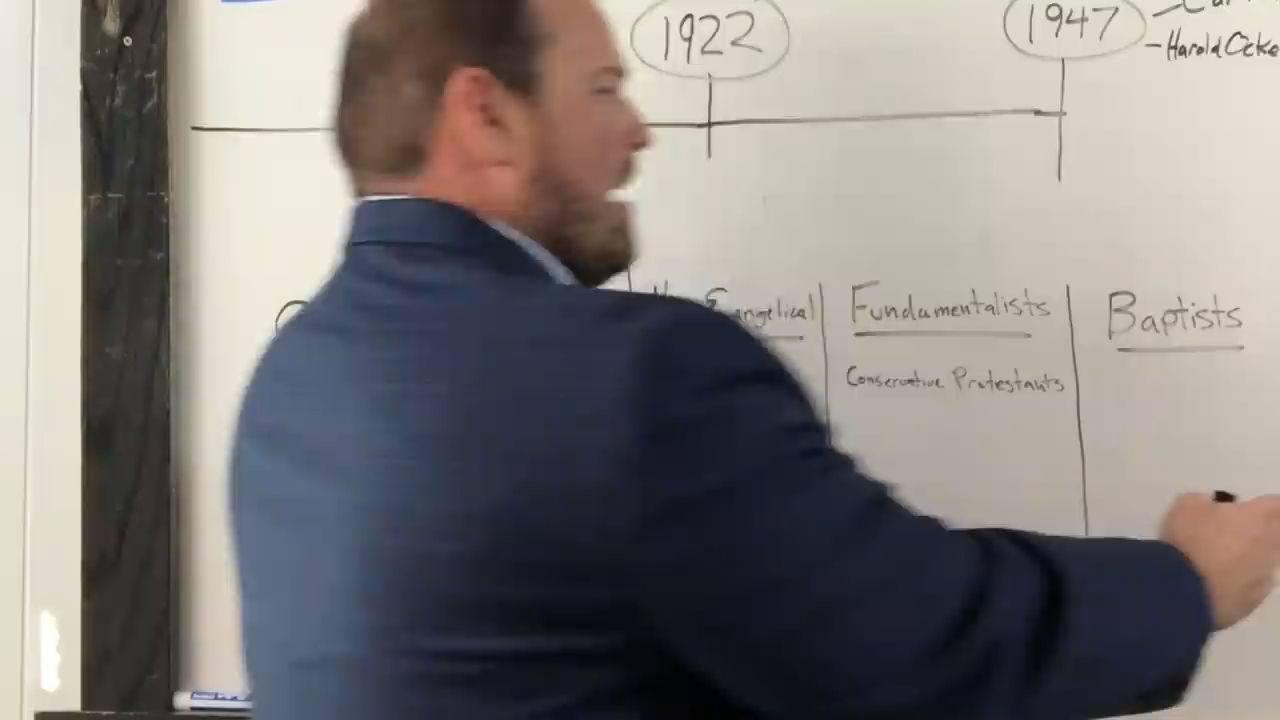 1922
1947
- Harold Ocke
Evangelical
Fundamentalists
Baptists
Conservative Protestants